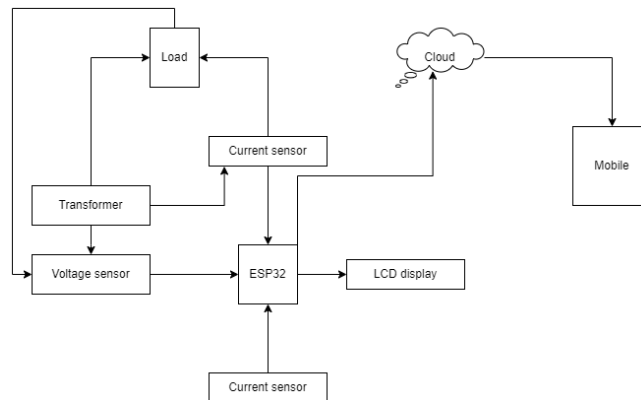 Load
Cloud
Current sensor
Mobile
Transformer
Voltage sensor
ESP32
LCD display
Current sensor